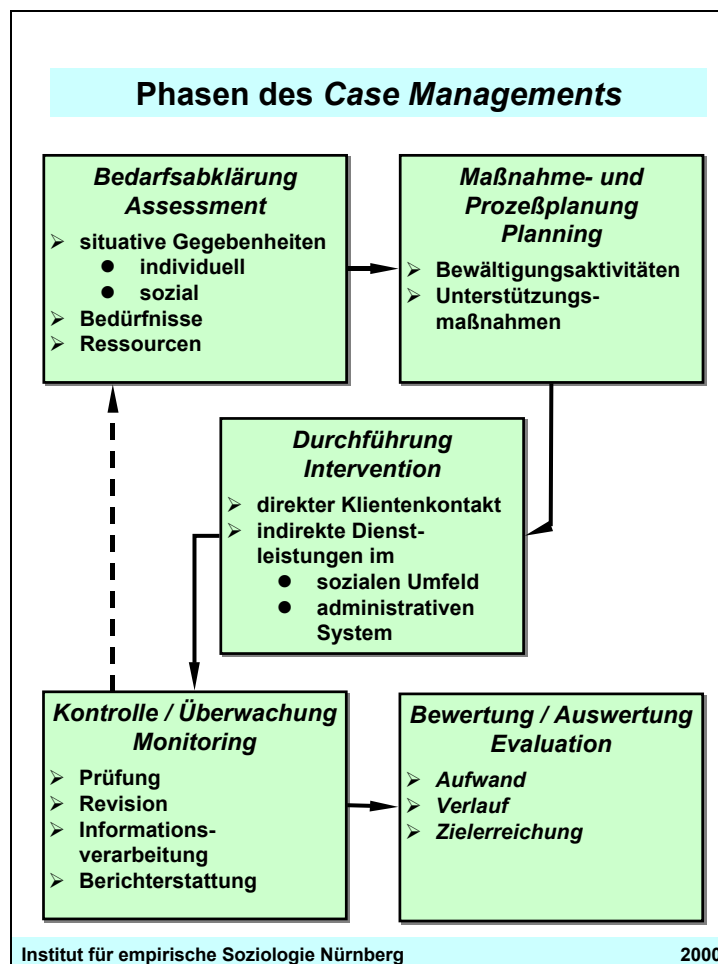 Phasen des Case Managements
Bedarfsabklärung
Assessment
➢ situative Gegebenheiten
● individuell
● sozial
➢ Bedürfnisse
➢ Ressourcen
Maßnahme- und
Prozeßplanung
Planning
➢ Bewältigungsaktivitäten
➢ Unterstützungs-
maßnahmen
Durchführung
Intervention
➢ direkter Klientenkontakt
➢ indirekte Dienst-
leistungen im
● sozialen Umfeld
● administrativen
System
Kontrolle / Überwachung
Monitoring
➢ Prüfung
➢ Revision
➢ Informations-
verarbeitung
➢ Berichterstattung
Bewertung / Auswertung
Evaluation
➢ Aufwand
➢ Verlauf
➢ Zielerreichung
Institut für empirische Soziologie Nürnberg 2000